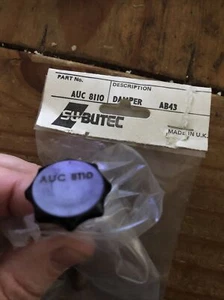 PART No.
DESCRIPTION
AUC 8110 DAMPER AB43
SUBUTEC
MADE IN U.K.
AUC 8110